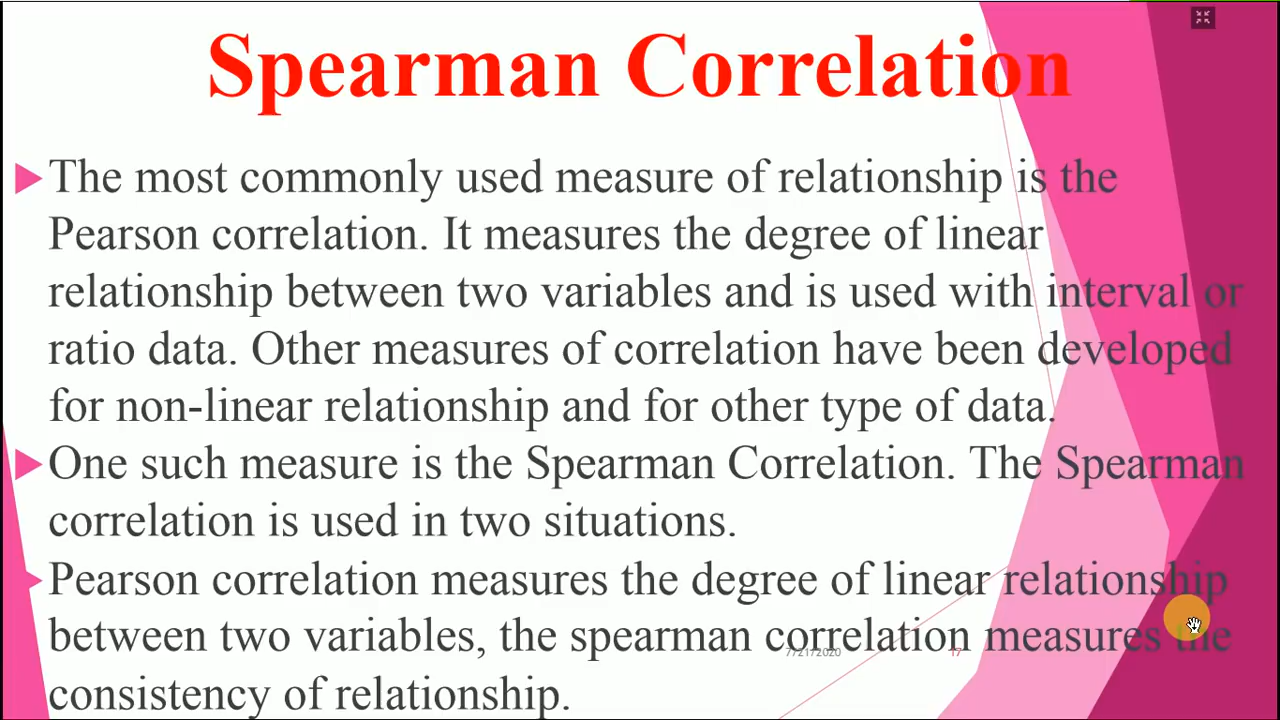 Spearman Correlation
The most commonly used measure of relationship is the
Pearson correlation. It measures the degree of linear
relationship between two variables and is used with interval or
ratio data. Other measures of correlation have been developed
for non-linear relationship and for other type of data.
One such measure is the Spearman Correlation. The Spearman
correlation is used in two situations.
Pearson correlation measures the degree of linear relationship
between two variables, the spearman correlation measures the
7/21/2020 17
consistency of relationship.